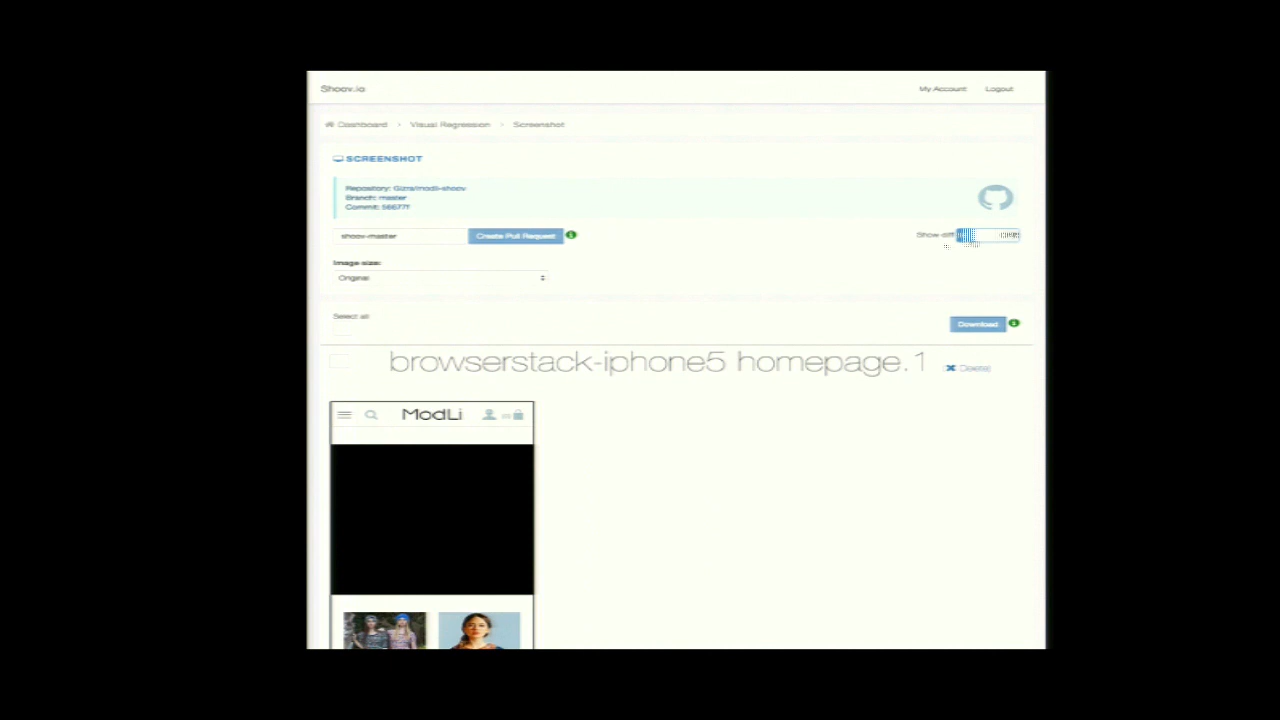 Shoov.io
My Account
Logout
Dashboard > Visual Regression > Screenshot
SCREENSHOT
Repository: Gizra/modli-shoov
Branch: master
Commit: 56677f
shoov-master
Create Pull Request
Show diff
Image size:
Original
Select all
Download
browserstack-iphone5 homepage.1
Delete
ModLi